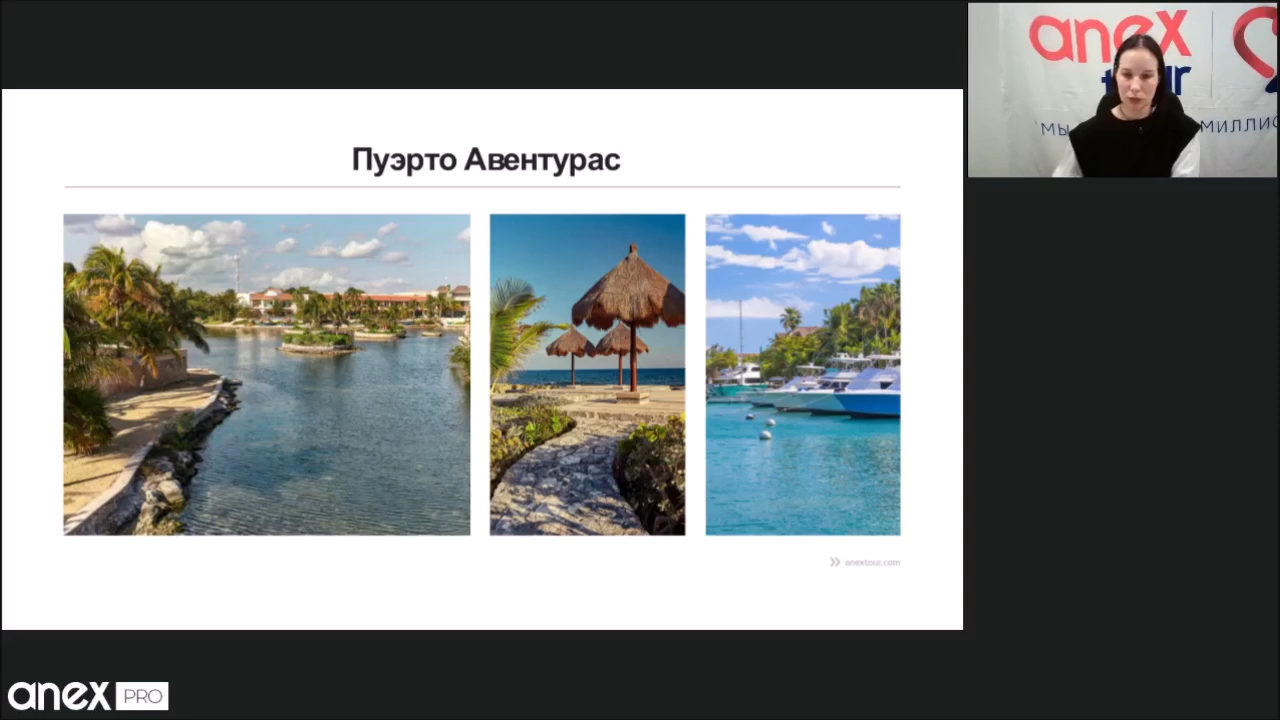 Пуэрто Авентурас
anextour.com
anex PRO
anex
tour
МЫ
МИЛЛИО